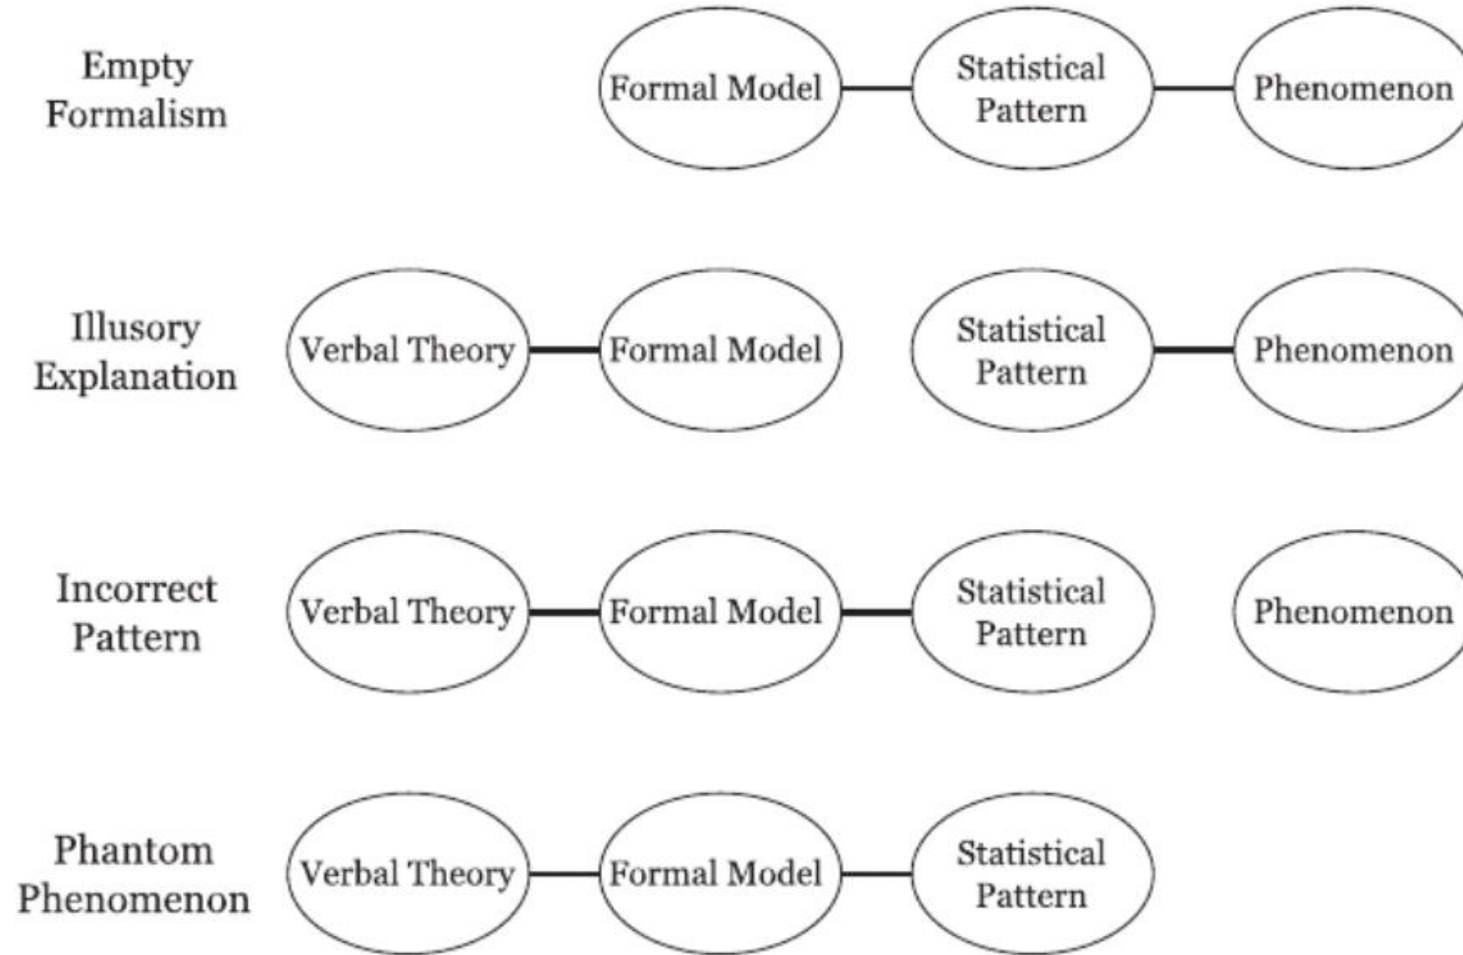 Empty
Formalism
Formal Model
Statistical
Pattern
Phenomenon
Illusory
Explanation
Verbal Theory
Formal Model
Statistical
Pattern
Phenomenon
Incorrect
Pattern
Verbal Theory
Formal Model
Statistical
Pattern
Phenomenon
Phantom
Phenomenon
Verbal Theory
Formal Model
Statistical
Pattern